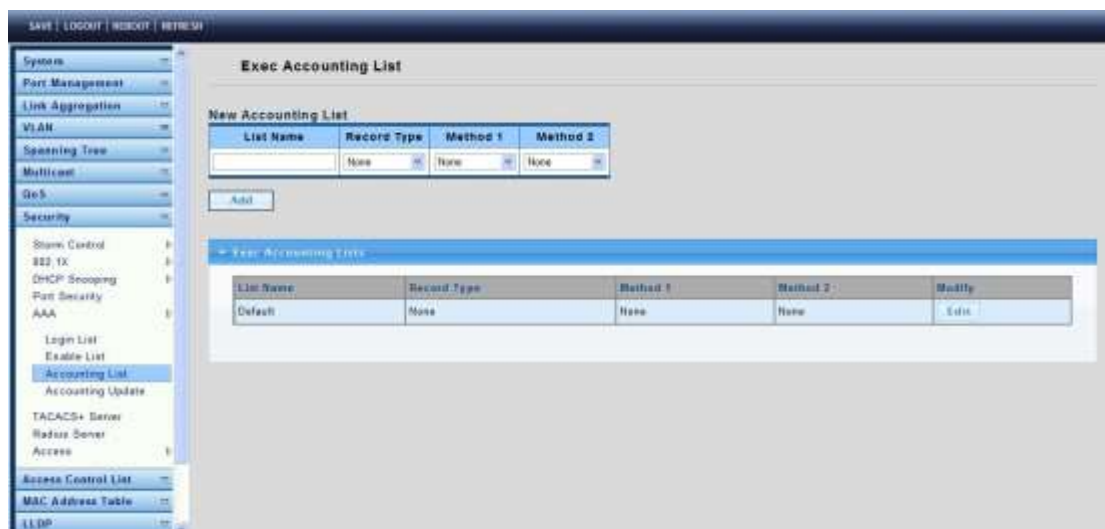 SAVE | LOGOUT | REBOOT | REFRESH
System
Port Management
Link Aggregation
VLAN
Spanning Tree
Multicast
QoS
Security
Storm Control
802.1X
DHCP Snooping
Port Security
AAA
Login List
Enable List
Accounting List
Accounting Update
TACACS+ Server
Radius Server
Access
Access Control List
MAC Address Table
LLDP
Exec Accounting List
New Accounting List
List Name Record Type Method 1 Method 2
None None None
Add
Exec Accounting Lists
List Name Record Type Method 1 Method 2 Modify
Default None None None Edit